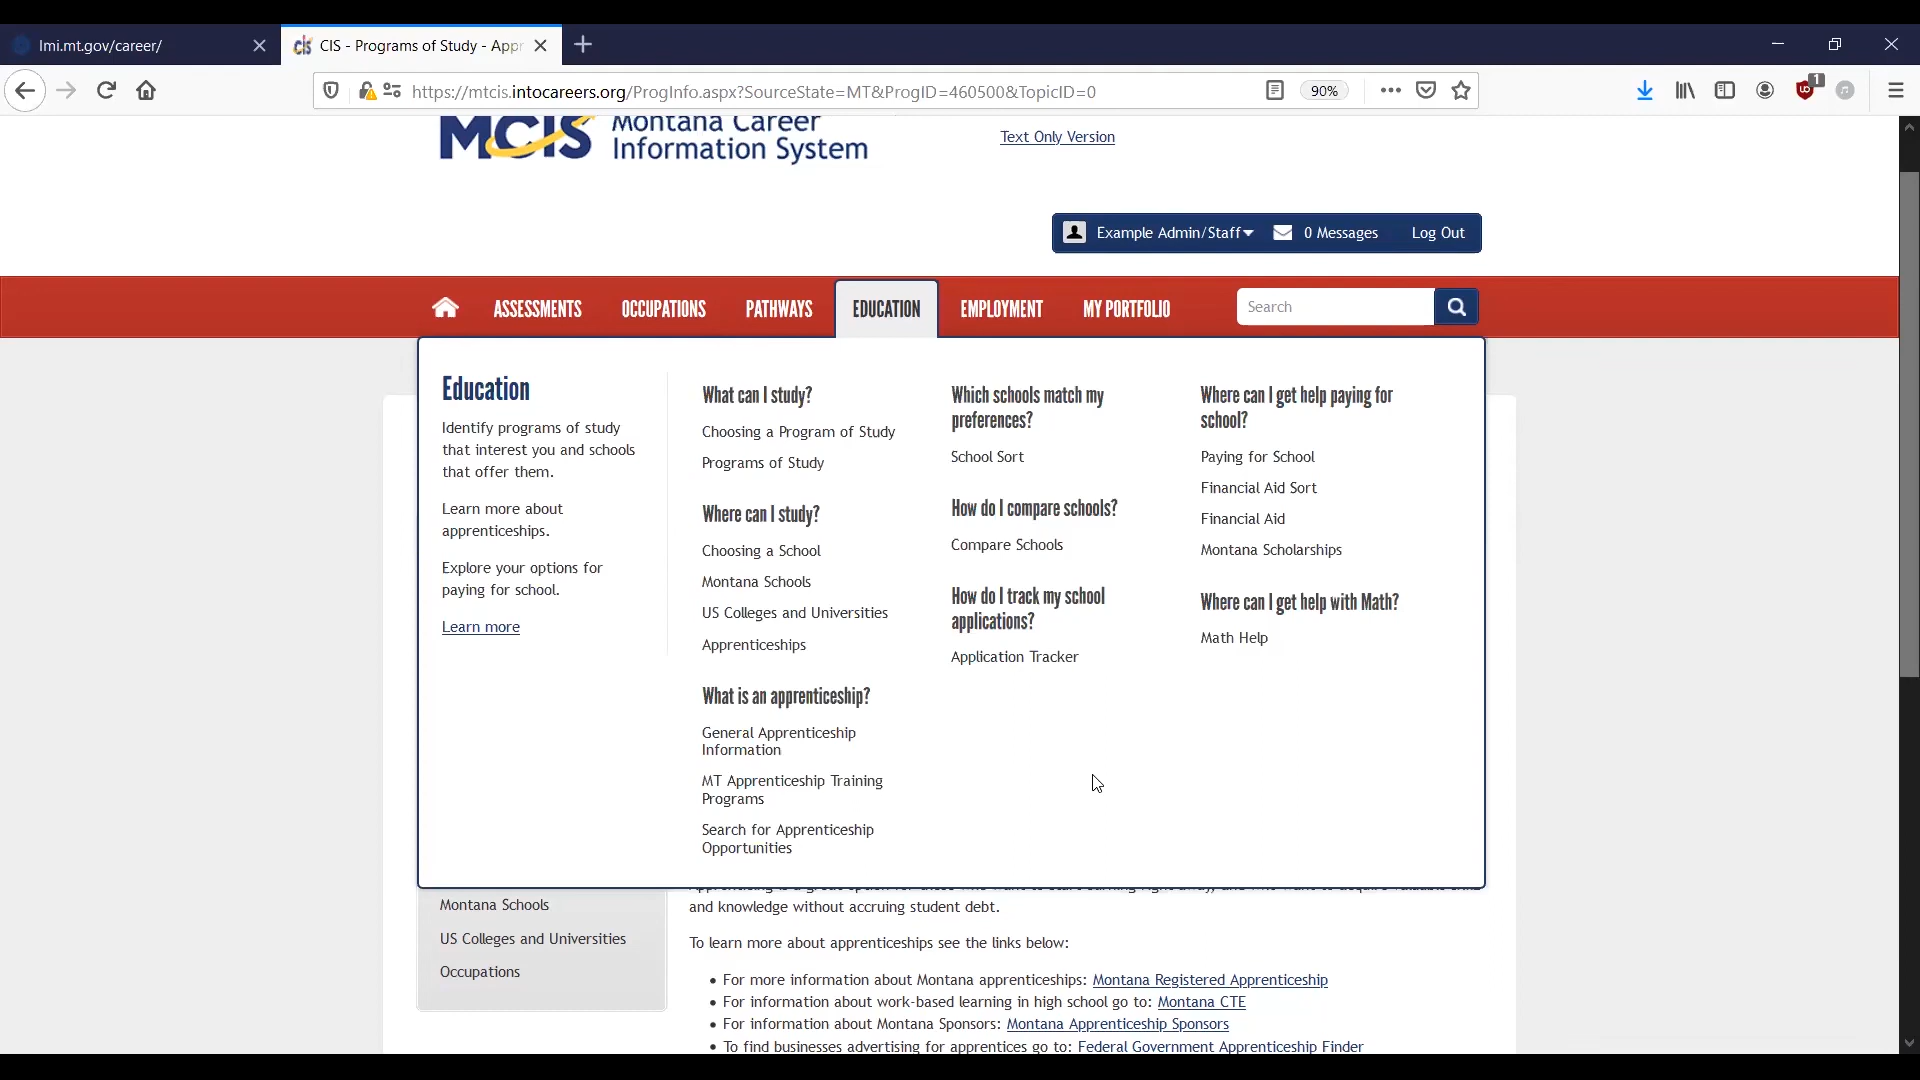 lmi.mt.gov/career/
CIS - Programs of Study - Appr
https://mtcis.intocareers.org/ProgInfo.aspx?SourceState=MT&ProgID=460500&TopicID=0
90%
1
MCIS
Montana Career
Information System
Text Only Version
Example Admin/Staff
0 Messages
Log Out
ASSESSMENTS
OCCUPATIONS
PATHWAYS
EDUCATION
EMPLOYMENT
MY PORTFOLIO
Search
Education
Identify programs of study
that interest you and schools
that offer them.
Learn more about
apprenticeships.
Explore your options for
paying for school.
Learn more
What can I study?
Choosing a Program of Study
Programs of Study
Where can I study?
Choosing a School
Montana Schools
US Colleges and Universities
Apprenticeships
What is an apprenticeship?
General Apprenticeship
Information
MT Apprenticeship Training
Programs
Search for Apprenticeship
Opportunities
Which schools match my
preferences?
School Sort
How do I compare schools?
Compare Schools
How do I track my school
applications?
Application Tracker
Where can I get help paying for
school?
Paying for School
Financial Aid Sort
Financial Aid
Montana Scholarships
Where can I get help with Math?
Math Help
Montana Schools
US Colleges and Universities
Occupations
and knowledge without accruing student debt.
To learn more about apprenticeships see the links below:
• For more information about Montana apprenticeships: Montana Registered Apprenticeship
• For information about work-based learning in high school go to: Montana CTE
• For information about Montana Sponsors: Montana Apprenticeship Sponsors
• To find businesses advertising for apprentices go to: Federal Government Apprenticeship Finder